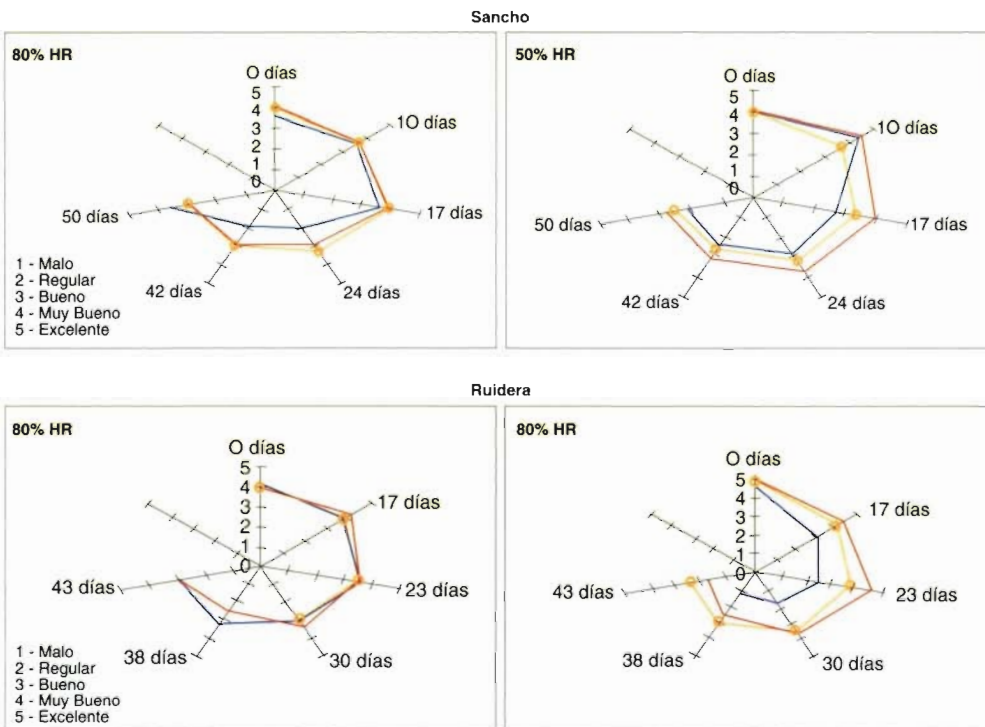 Sancho
80% HR
O días
5
4
3
2
1
0
10 días
17 días
24 días
42 días
50 días
1 - Malo
2 - Regular
3 - Bueno
4 - Muy Bueno
5 - Excelente
50% HR
O días
5
4
3
2
1
0
10 días
17 días
24 días
42 días
50 días
Ruidera
80% HR
O días
5
4
3
2
1
0
17 días
23 días
30 días
38 días
43 días
1 - Malo
2 - Regular
3 - Bueno
4 - Muy Bueno
5 - Excelente
80% HR
O días
5
4
3
2
1
0
17 días
23 días
30 días
38 días
43 días